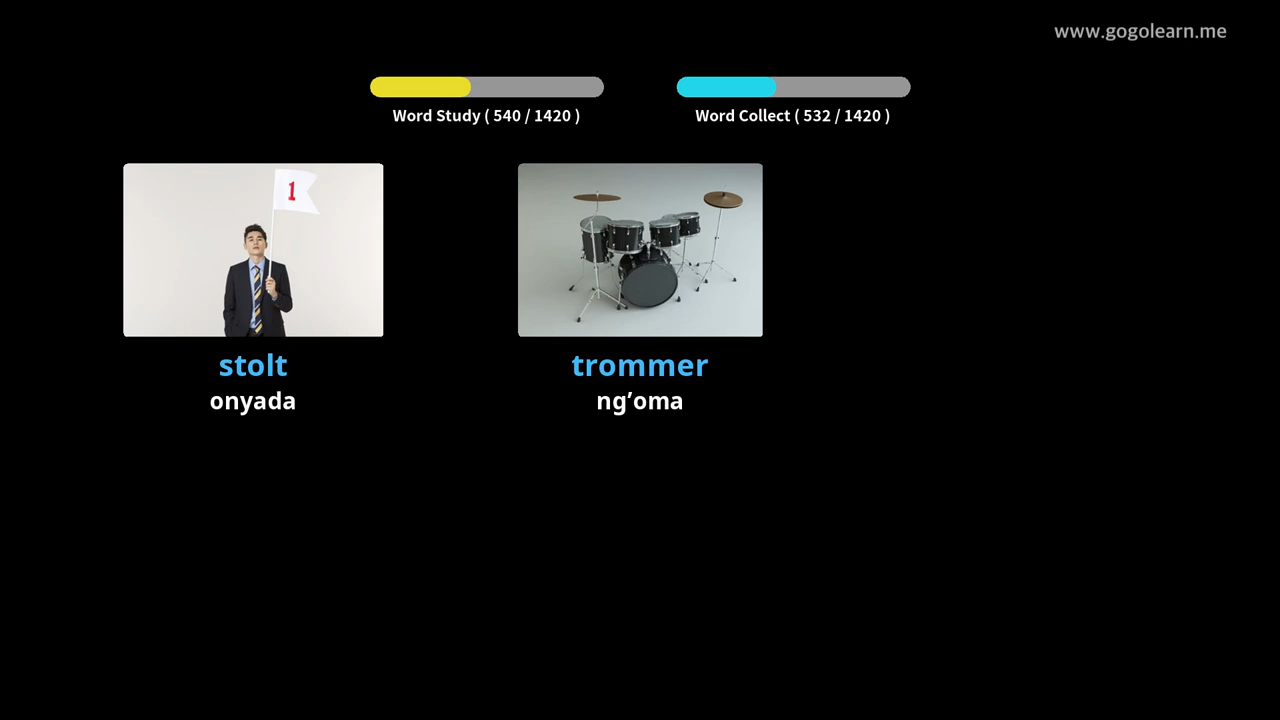 www.gogolearn.me
Word Study ( 540 / 1420 )
Word Collect ( 532 / 1420 )
1
stolt
onyada
trommer
ng’oma